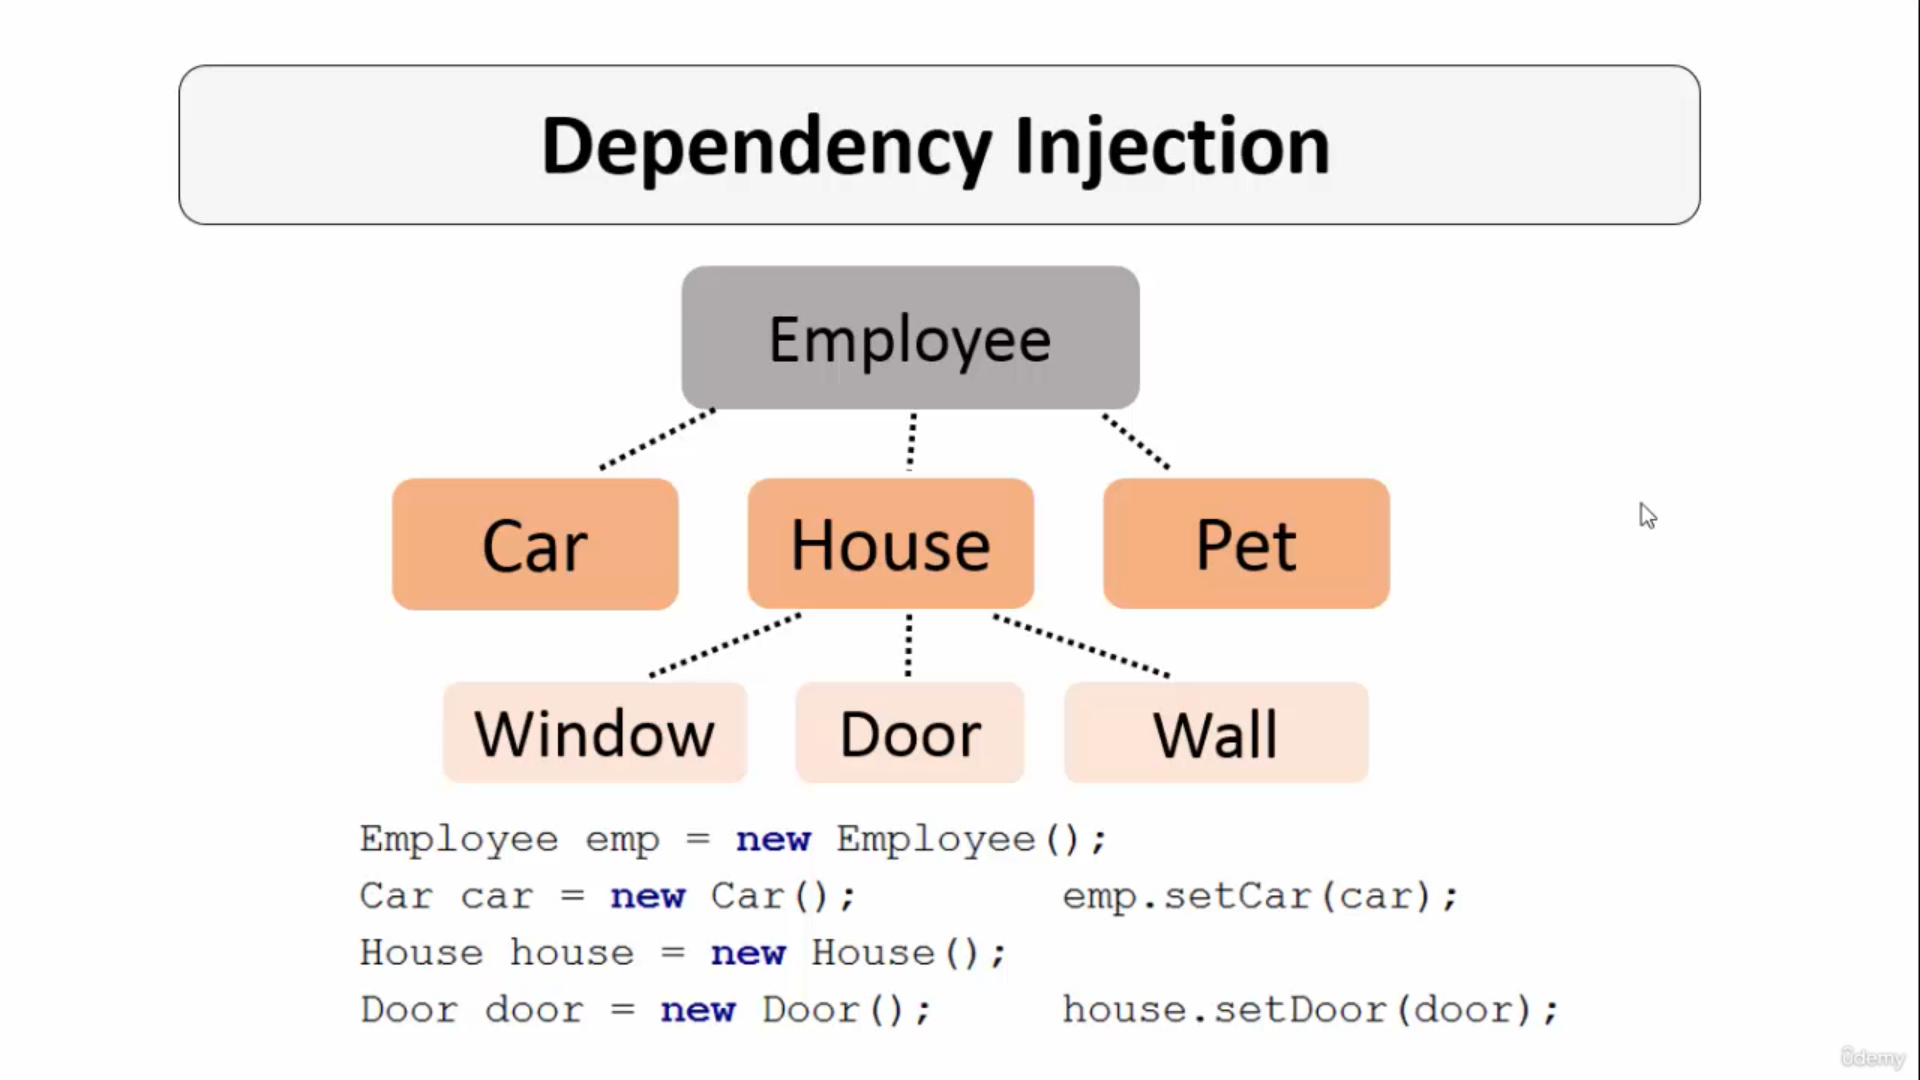 Dependency Injection
Employee
Car House Pet
Window Door Wall
Employee emp = new Employee();
Car car = new Car(); emp.setCar(car);
House house = new House();
Door door = new Door(); house.setDoor(door);
ûdemy